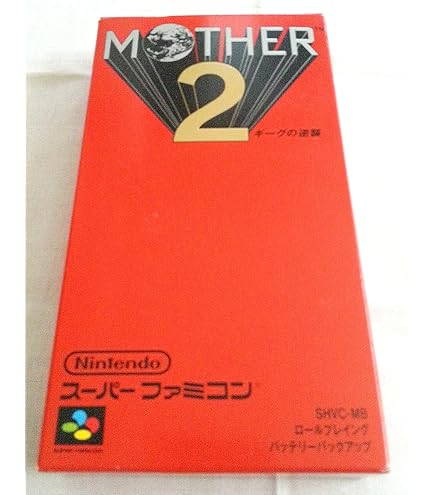 MOTHER
2
ギーグの逆襲
Nintendo
スーパーファミコン
SHVC-MB
ロールプレイング
バッテリーバックアップ
SUPER FAMICOM